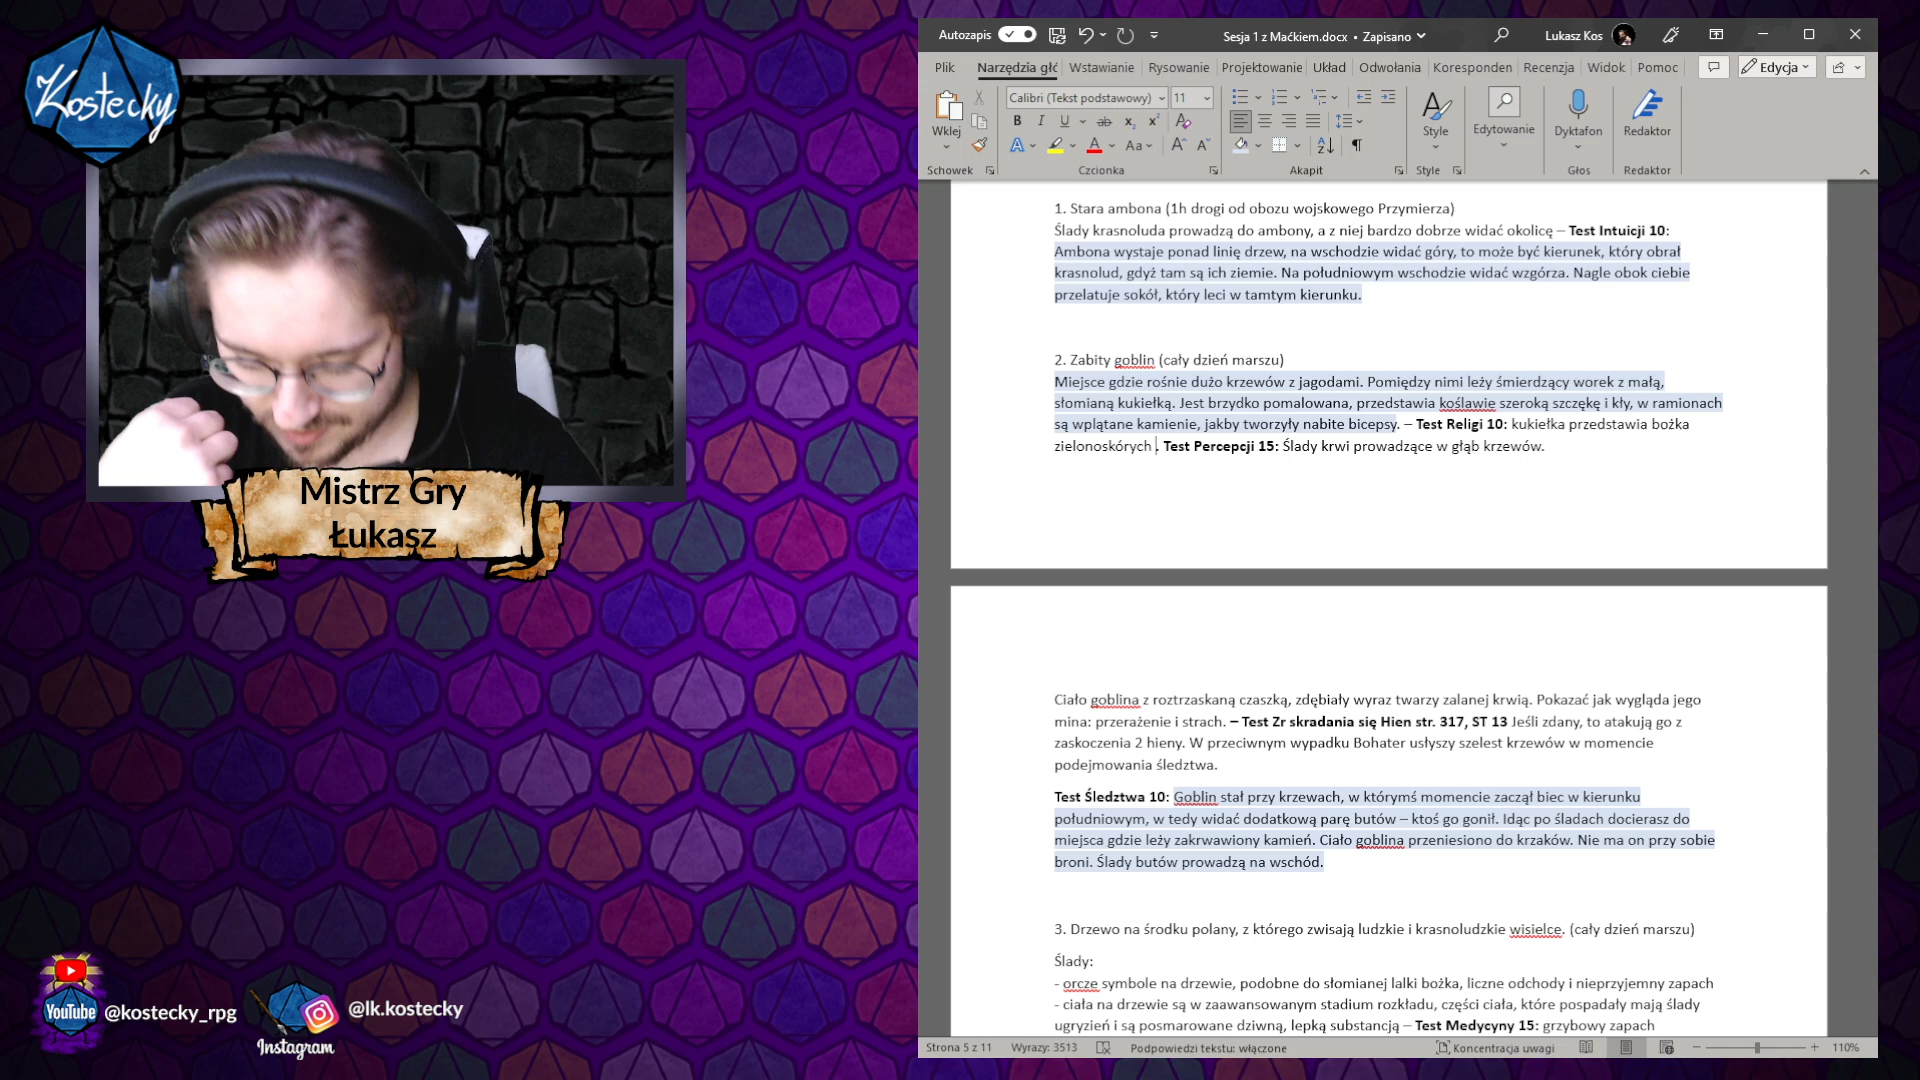 Kostecky
Mistrz Gry
Łukasz
YouTube
@kostecky_rpg
@lk.kostecky
Instagram
Autozapis
Sesja 1 z Maćkiem.docx • Zapisano
Lukasz Kos
Plik
Narzędzia głć
Wstawianie
Rysowanie
Projektowanie
Układ
Odwołania
Koresponden
Recenzja
Widok
Pomoc
Edycja
Calibri (Tekst podstawowy)
11
Wklej
Style
Edytowanie
Dyktafon
Redaktor
Schowek
Czcionka
Akapit
Style
Głos
Redaktor
1. Stara ambona (1h drogi od obozu wojskowego Przymierza)
Ślady krasnoluda prowadzą do ambony, a z niej bardzo dobrze widać okolicę – Test Intuicji 10:
Ambona wystaje ponad linię drzew, na wschodzie widać góry, to może być kierunek, który obrał
krasnolud, gdyż tam są ich ziemie. Na południowym wschodzie widać wzgórza. Nagle obok ciebie
przelatuje sokół, który leci w tamtym kierunku.
2. Zabity goblin (cały dzień marszu)
Miejsce gdzie rośnie dużo krzewów z jagodami. Pomiędzy nimi leży śmierdzący worek z małą,
słomianą kukiełką. Jest brzydko pomalowana, przedstawia koślawie szeroką szczękę i kły, w ramionach
są wplątane kamienie, jakby tworzyły nabite bicepsy. – Test Religi 10: kukiełka przedstawia bożka
zielonoskórych . Test Percepcji 15: Ślady krwi prowadzące w głąb krzewów.
Ciało goblina z roztrzaskaną czaszką, zdębiały wyraz twarzy zalanej krwią. Pokazać jak wygląda jego
mina: przerażenie i strach. – Test Zr skradania się Hien str. 317, ST 13 Jeśli zdany, to atakują go z
zaskoczenia 2 hieny. W przeciwnym wypadku Bohater usłyszy szelest krzewów w momencie
podejmowania śledztwa.
Test Śledztwa 10: Goblin stał przy krzewach, w którymś momencie zaczął biec w kierunku
południowym, w tedy widać dodatkową parę butów – ktoś go gonił. Idąc po śladach docierasz do
miejsca gdzie leży zakrwawiony kamień. Ciało goblina przeniesiono do krzaków. Nie ma on przy sobie
broni. Ślady butów prowadzą na wschód.
3. Drzewo na środku polany, z którego zwisają ludzkie i krasnoludzkie wisielce. (cały dzień marszu)
Ślady:
- orcze symbole na drzewie, podobne do słomianej lalki bożka, liczne odchody i nieprzyjemny zapach
- ciała na drzewie są w zaawansowanym stadium rozkładu, części ciała, które pospadały mają ślady
ugryzień i są posmarowane dziwną, lepką substancją – Test Medycyny 15: grzybowy zapach
Strona 5 z 11
Wyrazy: 3513
Podpowiedzi tekstu: włączone
Koncentracja uwagi
110%